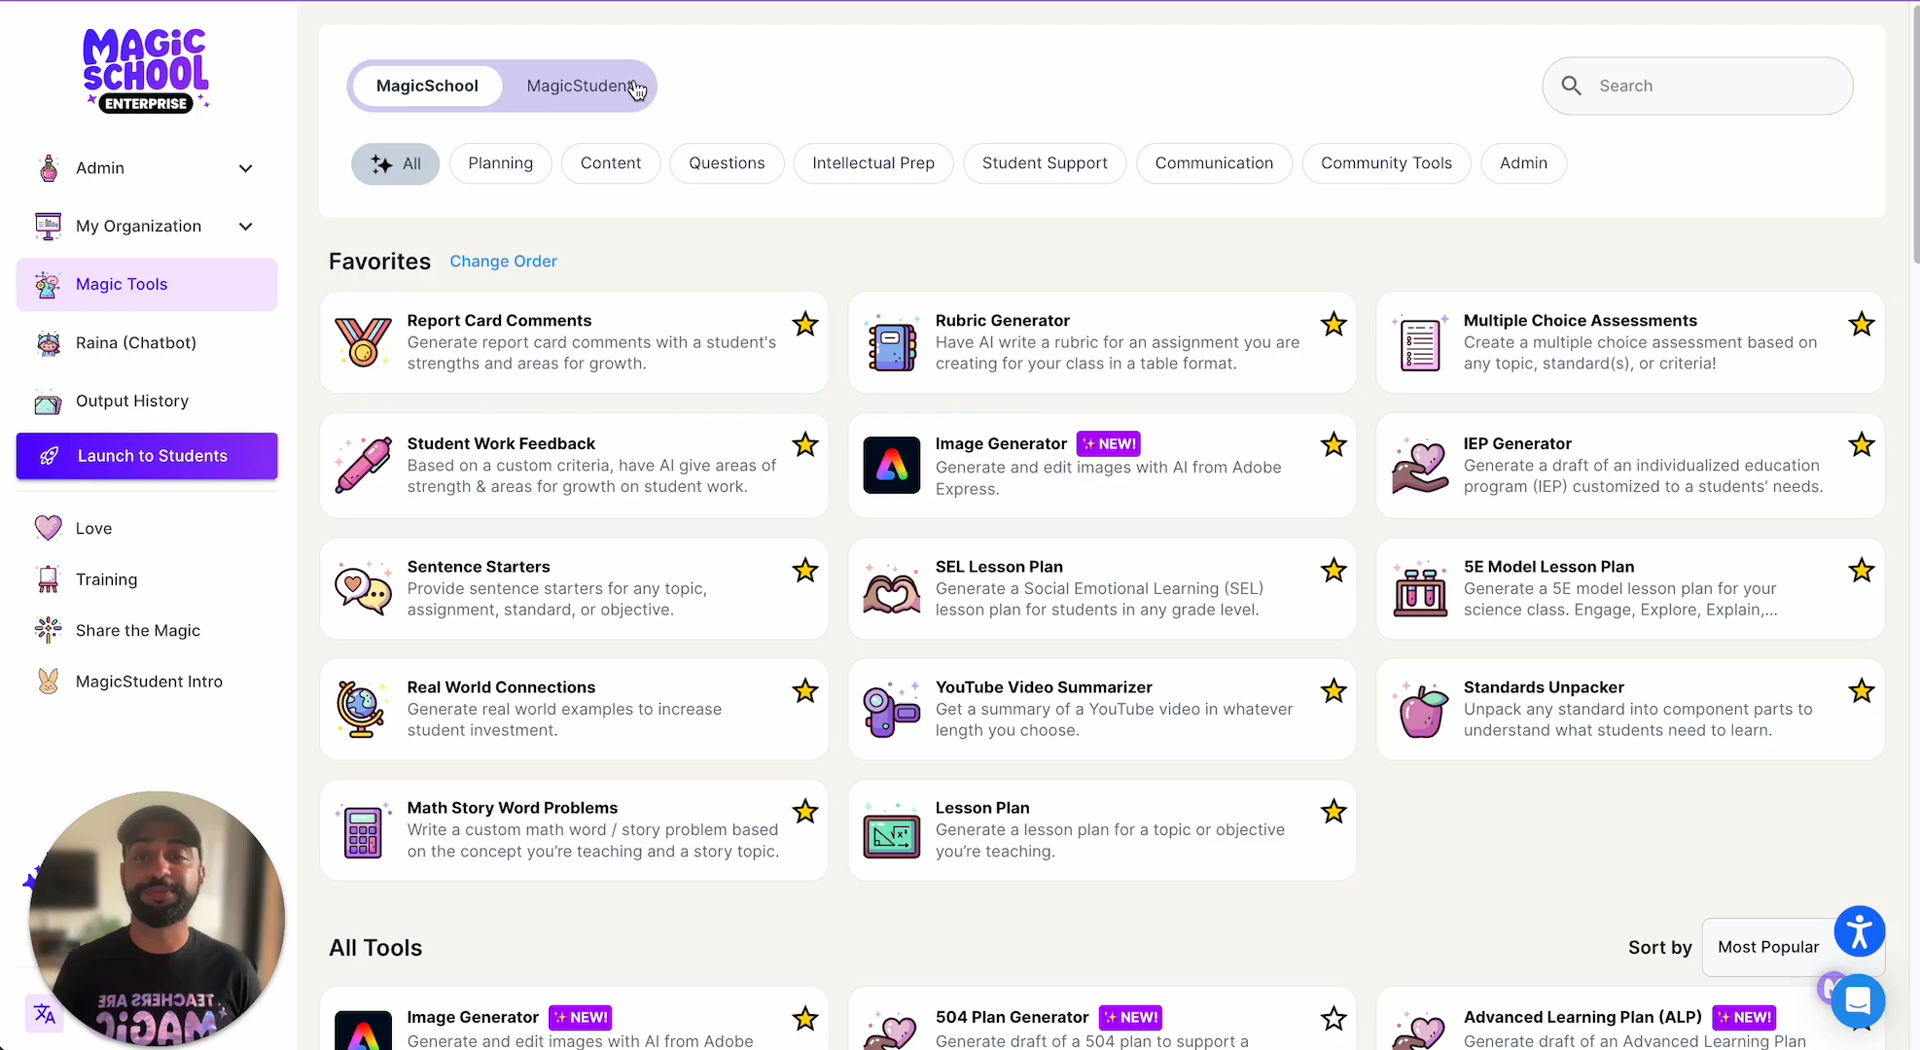 MAGiC
SCHOOL
ENTERPRISE
Admin
My Organization
Magic Tools
Raina (Chatbot)
Output History
Launch to Students
Love
Training
Share the Magic
MagicStudent Intro
TEACHERS ARE
MAGIC
MagicSchool
MagicStudent
Search
All
Planning
Content
Questions
Intellectual Prep
Student Support
Communication
Community Tools
Admin
Favorites
Change Order
Report Card Comments
Generate report card comments with a student's
strengths and areas for growth.
Rubric Generator
Have AI write a rubric for an assignment you are
creating for your class in a table format.
Multiple Choice Assessments
Create a multiple choice assessment based on
any topic, standard(s), or criteria!
Student Work Feedback
Based on a custom criteria, have AI give areas of
strength & areas for growth on student work.
Image Generator NEW!
Generate and edit images with AI from Adobe
Express.
IEP Generator
Generate a draft of an individualized education
program (IEP) customized to a students' needs.
Sentence Starters
Provide sentence starters for any topic,
assignment, standard, or objective.
SEL Lesson Plan
Generate a Social Emotional Learning (SEL)
lesson plan for students in any grade level.
5E Model Lesson Plan
Generate a 5E model lesson plan for your
science class. Engage, Explore, Explain,...
Real World Connections
Generate real world examples to increase
student investment.
YouTube Video Summarizer
Get a summary of a YouTube video in whatever
length you choose.
Standards Unpacker
Unpack any standard into component parts to
understand what students need to learn.
Math Story Word Problems
Write a custom math word / story problem based
on the concept you’re teaching and a story topic.
Lesson Plan
Generate a lesson plan for a topic or objective
you’re teaching.
All Tools
Sort by
Most Popular
Image Generator NEW!
Generate and edit images with AI from Adobe
504 Plan Generator NEW!
Generate draft of a 504 plan to support a
Advanced Learning Plan (ALP) NEW!
Generate draft of an Advanced Learning Plan